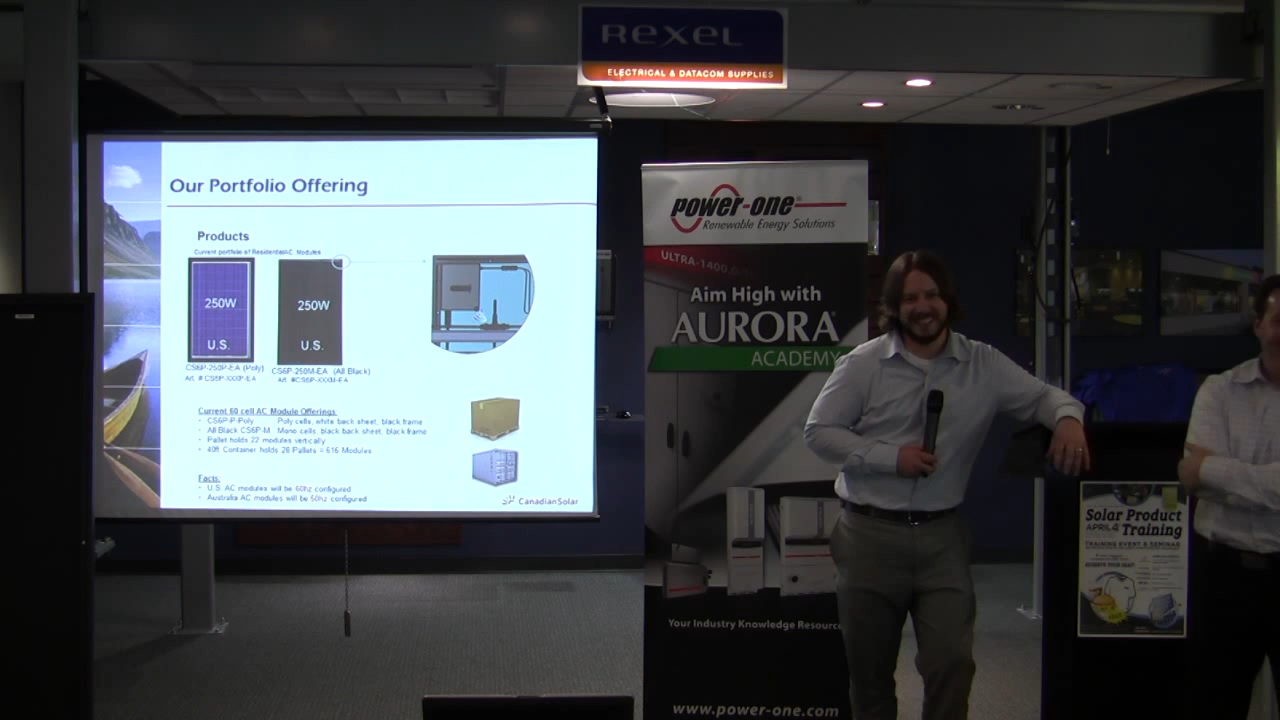 REXEL
ELECTRICAL & DATACOM SUPPLIES
Our Portfolio Offering
Products
Current portfolio of Residential AC Modules
250W
U.S.
250W
U.S.
CS6P-250P-EA (Poly)
Art. # CS6P-XXXP-EA
CS6P-250M-EA (All Black)
Art. #CS6P-XXXM-EA
Current 60 cell AC Module Offerings
• CS6P-P-Poly Poly cells, white back sheet, black frame
• All Black CS6P-M Mono cells, black back sheet, black frame
• Pallet holds 22 modules vertically
• 40ft Container holds 28 Pallets = 616 Modules
Facts:
• U.S. AC modules will be 60hz configured
• Australia AC modules will be 50hz configured
CanadianSolar
power-one®
Renewable Energy Solutions
ULTRA-1400.0
Aim High with
AURORA®
ACADEMY
Your Industry Knowledge Resourc
www.power-one.com
REXEL
Solar Product
APRIL 4 Training
TRAINING EVENT & SEMINAR